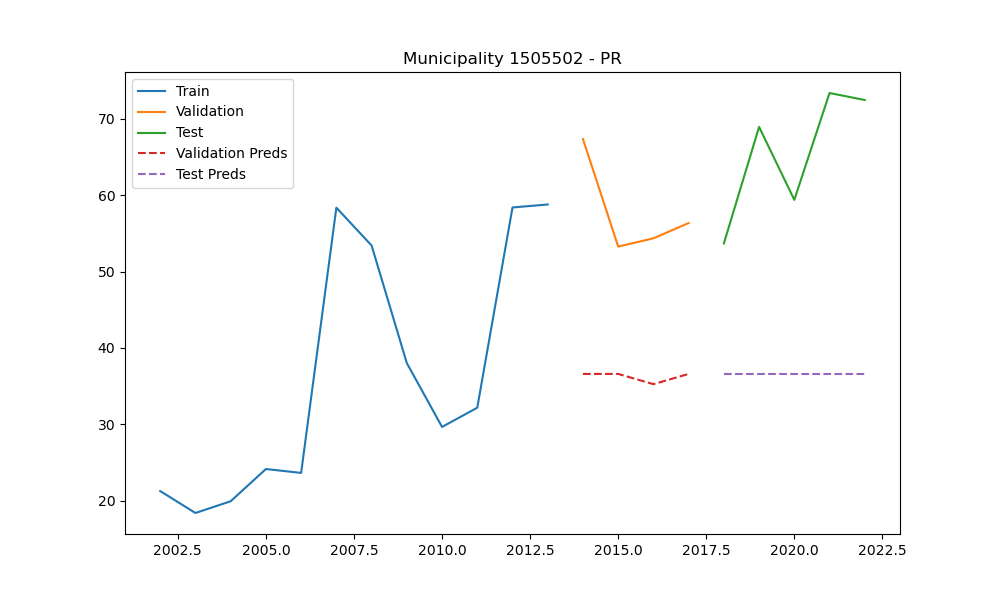 Municipality 1505502 - PR
Train
Validation
Test
Validation Preds
Test Preds
70
60
50
40
30
20
2002.5 2005.0 2007.5 2010.0 2012.5 2015.0 2017.5 2020.0 2022.5